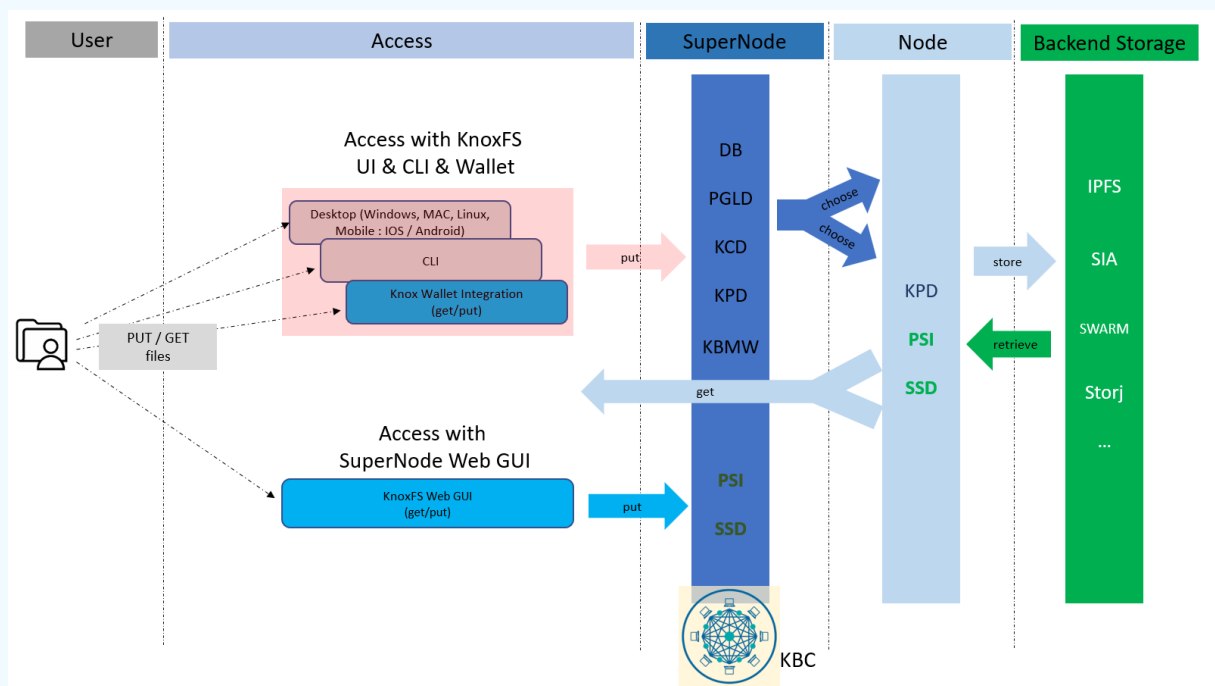 User
Access
SuperNode
Node
Backend Storage
Access with KnoxFS
UI & CLI & Wallet
Desktop (Windows, MAC, Linux,
Mobile : IOS / Android)
CLI
Knox Wallet Integration
(get/put)
PUT / GET
files
put
Access with
SuperNode Web GUI
KnoxFS Web GUI
(get/put)
put
DB
PGLD
KCD
KPD
KBMW
PSI
SSD
KBC
choose
choose
get
KPD
PSI
SSD
store
retrieve
IPFS
SIA
SWARM
Storj
...